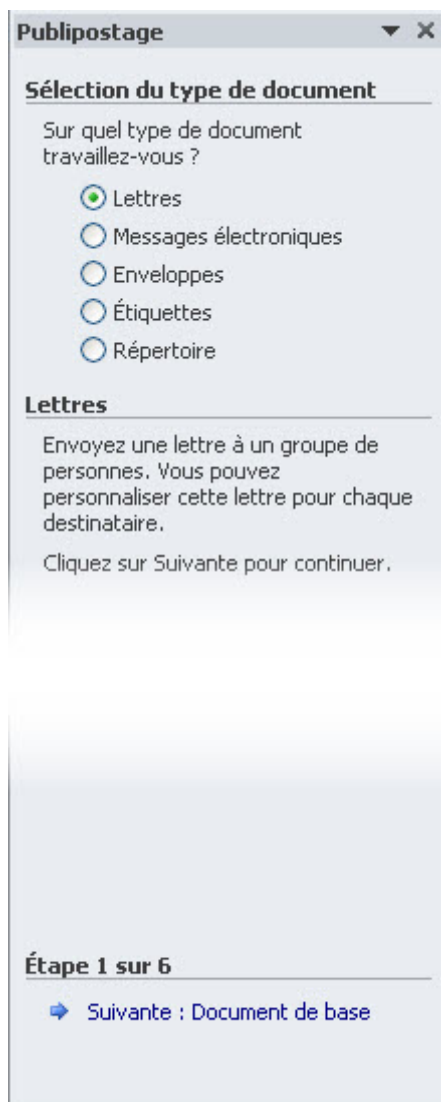 Publipostage
Sélection du type de document
Sur quel type de document
travaillez-vous ?
Lettres
Messages électroniques
Enveloppes
Étiquettes
Répertoire
Lettres
Envoyez une lettre à un groupe de
personnes. Vous pouvez
personnaliser cette lettre pour chaque
destinataire.
Cliquez sur Suivante pour continuer.
Étape 1 sur 6
Suivante : Document de base